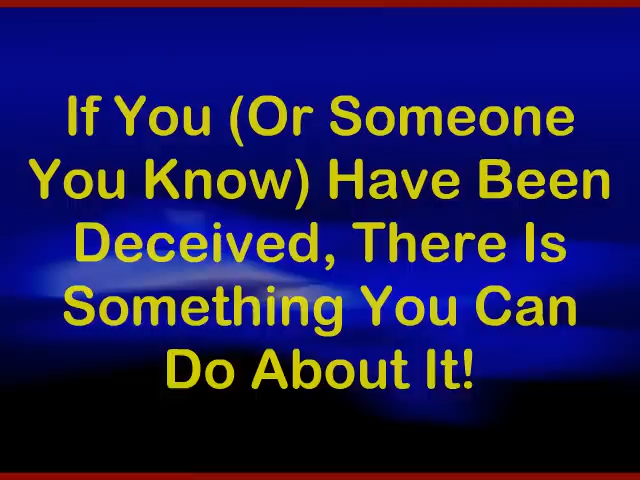 If You (Or Someone
You Know) Have Been
Deceived, There Is
Something You Can
Do About It!